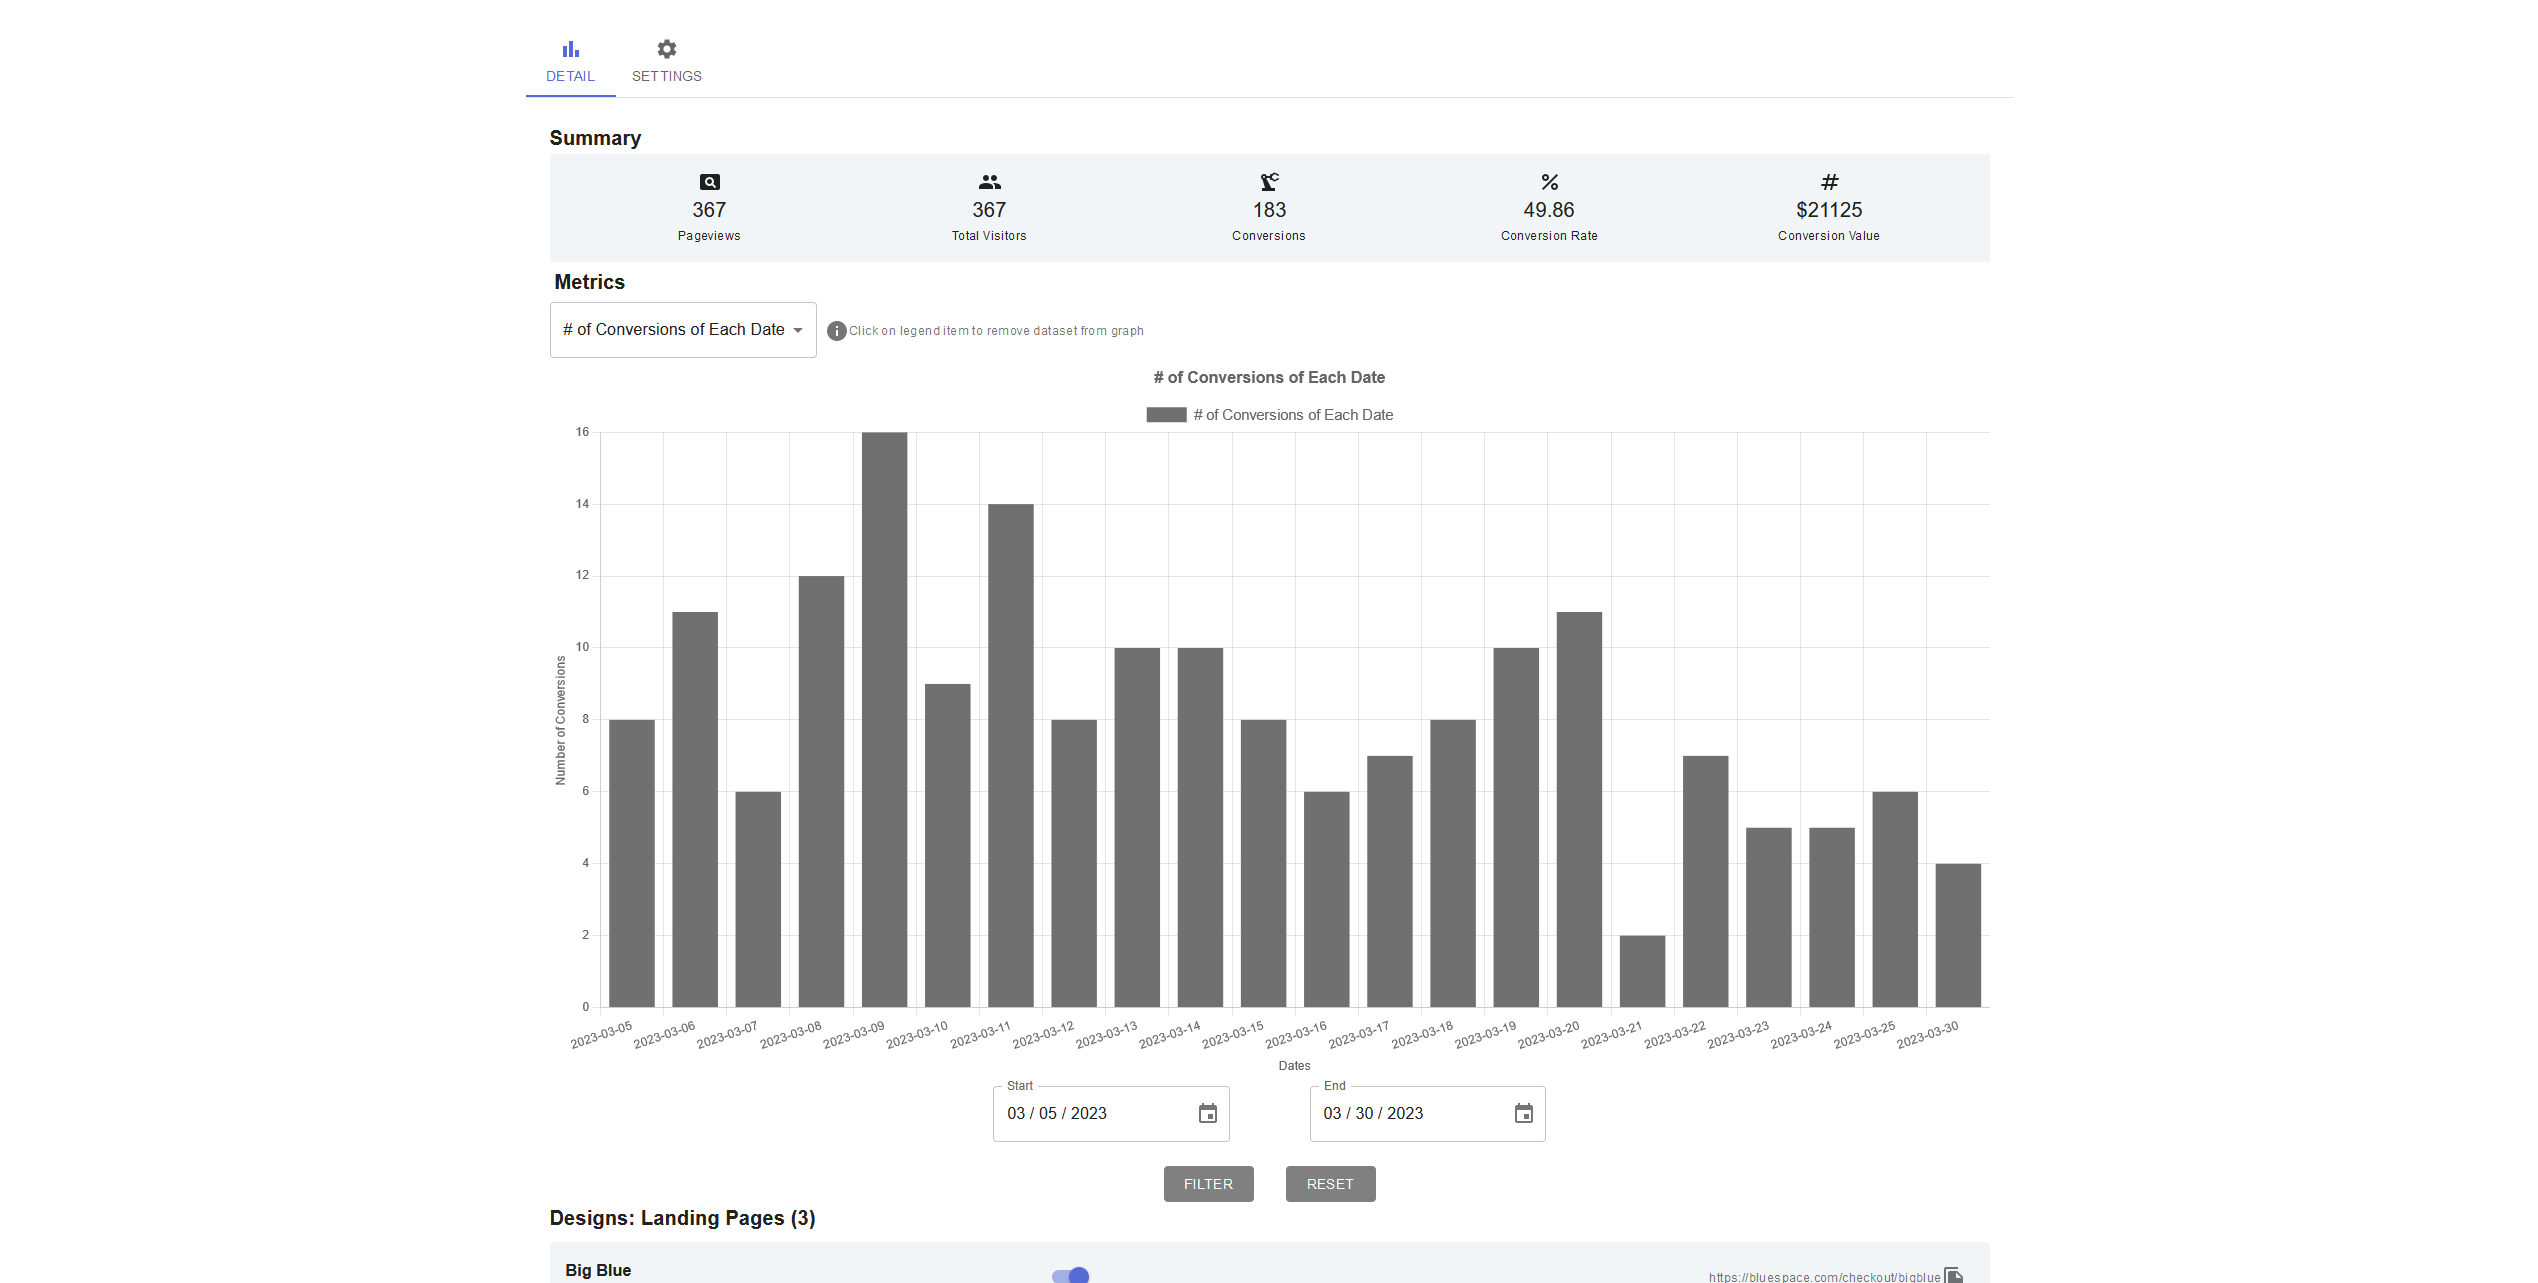 DETAIL
SETTINGS
Summary
367
Pageviews
367
Total Visitors
183
Conversions
49.86
Conversion Rate
$21125
Conversion Value
Metrics
# of Conversions of Each Date
Click on legend item to remove dataset from graph
# of Conversions of Each Date
# of Conversions of Each Date
Number of Conversions
16
14
12
10
8
6
4
2
0
2023-03-05
2023-03-06
2023-03-07
2023-03-08
2023-03-09
2023-03-10
2023-03-11
2023-03-12
2023-03-13
2023-03-14
2023-03-15
2023-03-16
2023-03-17
2023-03-18
2023-03-19
2023-03-20
2023-03-21
2023-03-22
2023-03-23
2023-03-24
2023-03-25
2023-03-30
Dates
Start
03 / 05 / 2023
End
03 / 30 / 2023
FILTER
RESET
Designs: Landing Pages (3)
Big Blue
https://bluespace.com/checkout/bigblue